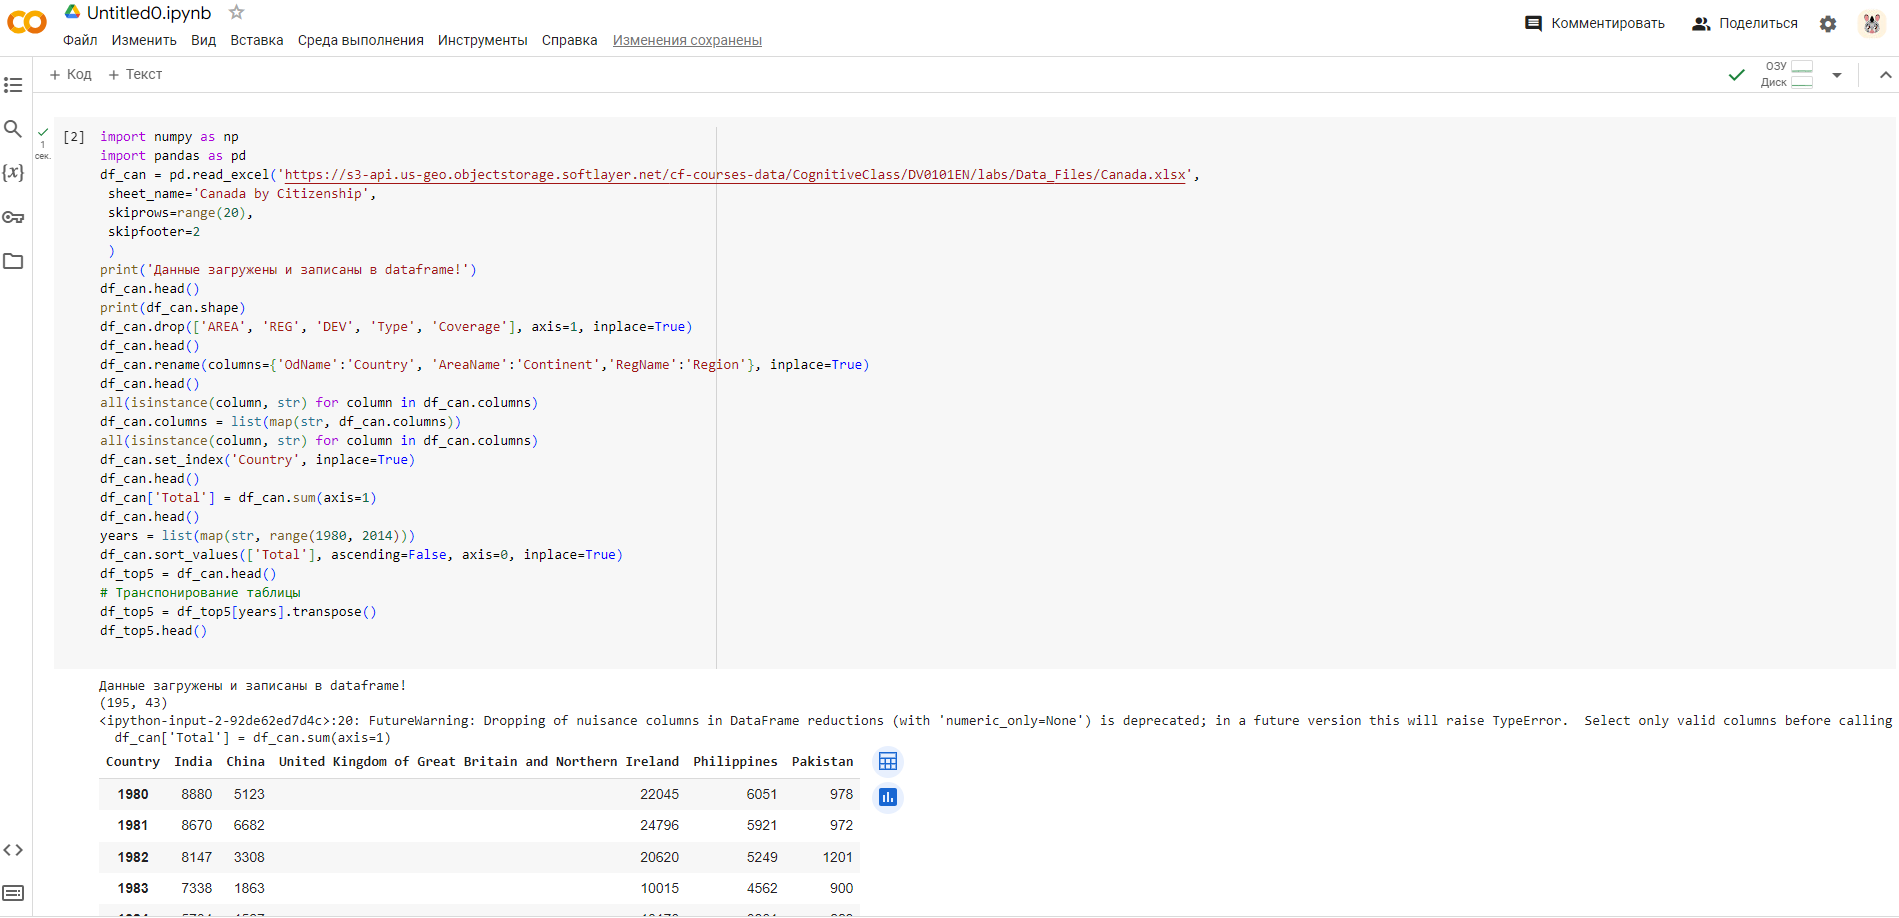 Untitled0.ipynb
Комментировать
Поделиться
Файл Изменить Вид Вставка Среда выполнения Инструменты Справка Изменения сохранены
+ Код + Текст
ОЗУ
Диск
1
сек.
[2] import numpy as np
import pandas as pd
df_can = pd.read_excel('https://s3-api.us-geo.objectstorage.softlayer.net/cf-courses-data/CognitiveClass/DV0101EN/labs/Data_Files/Canada.xlsx',
sheet_name='Canada by Citizenship',
skiprows=range(20),
skipfooter=2
)
print('Данные загружены и записаны в dataframe!')
df_can.head()
print(df_can.shape)
df_can.drop(['AREA', 'REG', 'DEV', 'Type', 'Coverage'], axis=1, inplace=True)
df_can.head()
df_can.rename(columns={'OdName':'Country', 'AreaName':'Continent','RegName':'Region'}, inplace=True)
df_can.head()
all(isinstance(column, str) for column in df_can.columns)
df_can.columns = list(map(str, df_can.columns))
all(isinstance(column, str) for column in df_can.columns)
df_can.set_index('Country', inplace=True)
df_can.head()
df_can['Total'] = df_can.sum(axis=1)
df_can.head()
years = list(map(str, range(1980, 2014)))
df_can.sort_values(['Total'], ascending=False, axis=0, inplace=True)
df_top5 = df_can.head()
# Транспонирование таблицы
df_top5 = df_top5[years].transpose()
df_top5.head()
Данные загружены и записаны в dataframe!
(195, 43)
<ipython-input-2-92de62ed7d4c>:20: FutureWarning: Dropping of nuisance columns in DataFrame reductions (with 'numeric_only=None') is deprecated; in a future version this will raise TypeError.  Select only valid columns before calling
df_can['Total'] = df_can.sum(axis=1)
Country India China United Kingdom of Great Britain and Northern Ireland Philippines Pakistan
1980 8880 5123 22045 6051 978
1981 8670 6682 24796 5921 972
1982 8147 3308 20620 5249 1201
1983 7338 1863 10015 4562 900